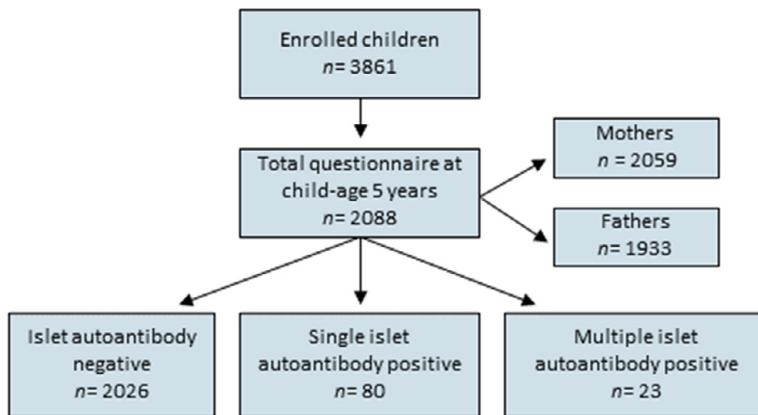 Enrolled children
n= 3861
Total questionnaire at
child-age 5 years
n= 2088
Mothers
n = 2059
Fathers
n= 1933
Islet autoantibody
negative
n= 2026
Single islet
autoantibody positive
n= 80
Multiple islet
autoantibody positive
n= 23